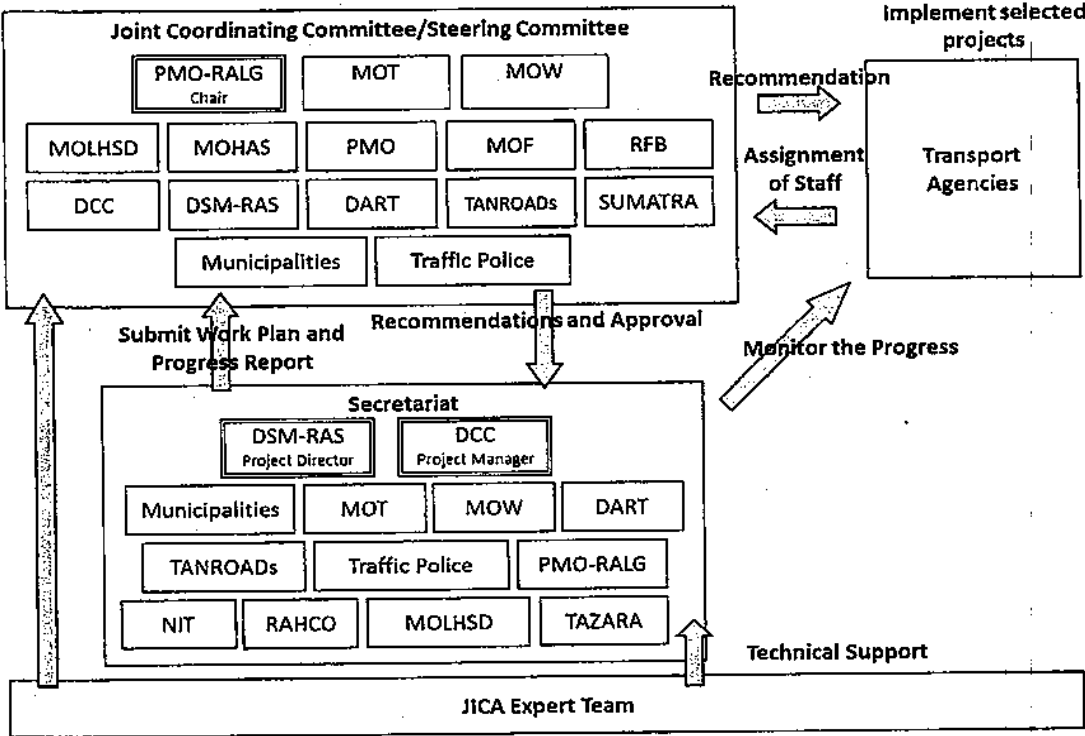 Joint Coordinating Committee/Steering Committee
PMO-RALG
Chair
MOT
MOW
MOLHSD
MOHAS
PMO
MOF
RFB
DCC
DSM-RAS
DART
TANROADs
SUMATRA
Municipalities
Traffic Police
Implement selected
projects
Recommendation
Transport
Agencies
Assignment
of Staff
Submit Work Plan and
Progress Report
Recommendations and Approval
Monitor the Progress
Secretariat
DSM-RAS
Project Director
DCC
Project Manager
Municipalities
MOT
MOW
DART
TANROADs
Traffic Police
PMO-RALG
NIT
RAHCO
MOLHSD
TAZARA
Technical Support
JICA Expert Team